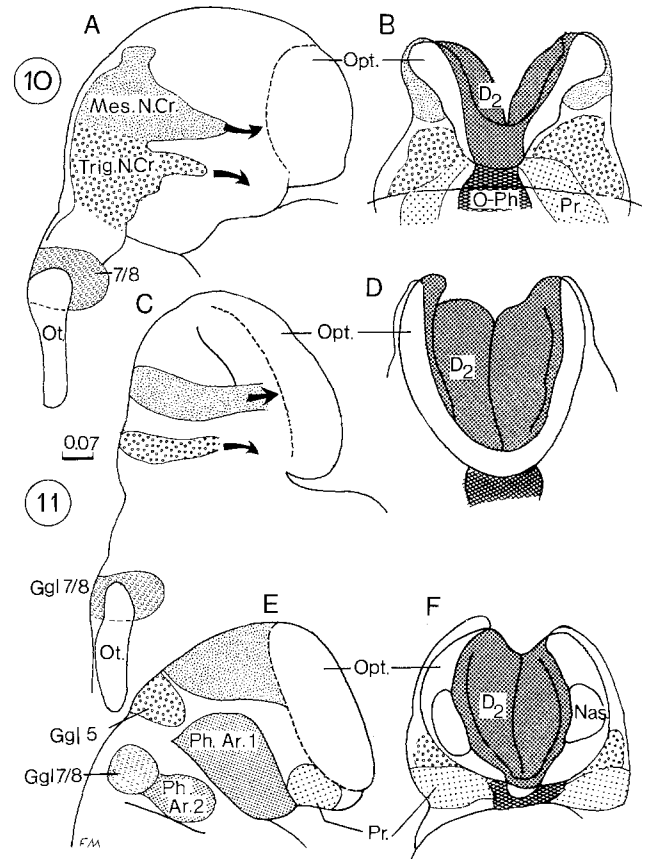 A
B
10
Opt.
Mes.N.Cr.
D2
Trig.N.Cr.
O-Ph
Pr.
7/8
C
D
Ot.
Opt.
D2
0.07
11
Ggl 7/8
E
F
Ot.
Opt.
D2
Nas.
Ggl 5
Ph. Ar. 1
Ggl 7/8
Ph.
Ar. 2
Pr.
FM